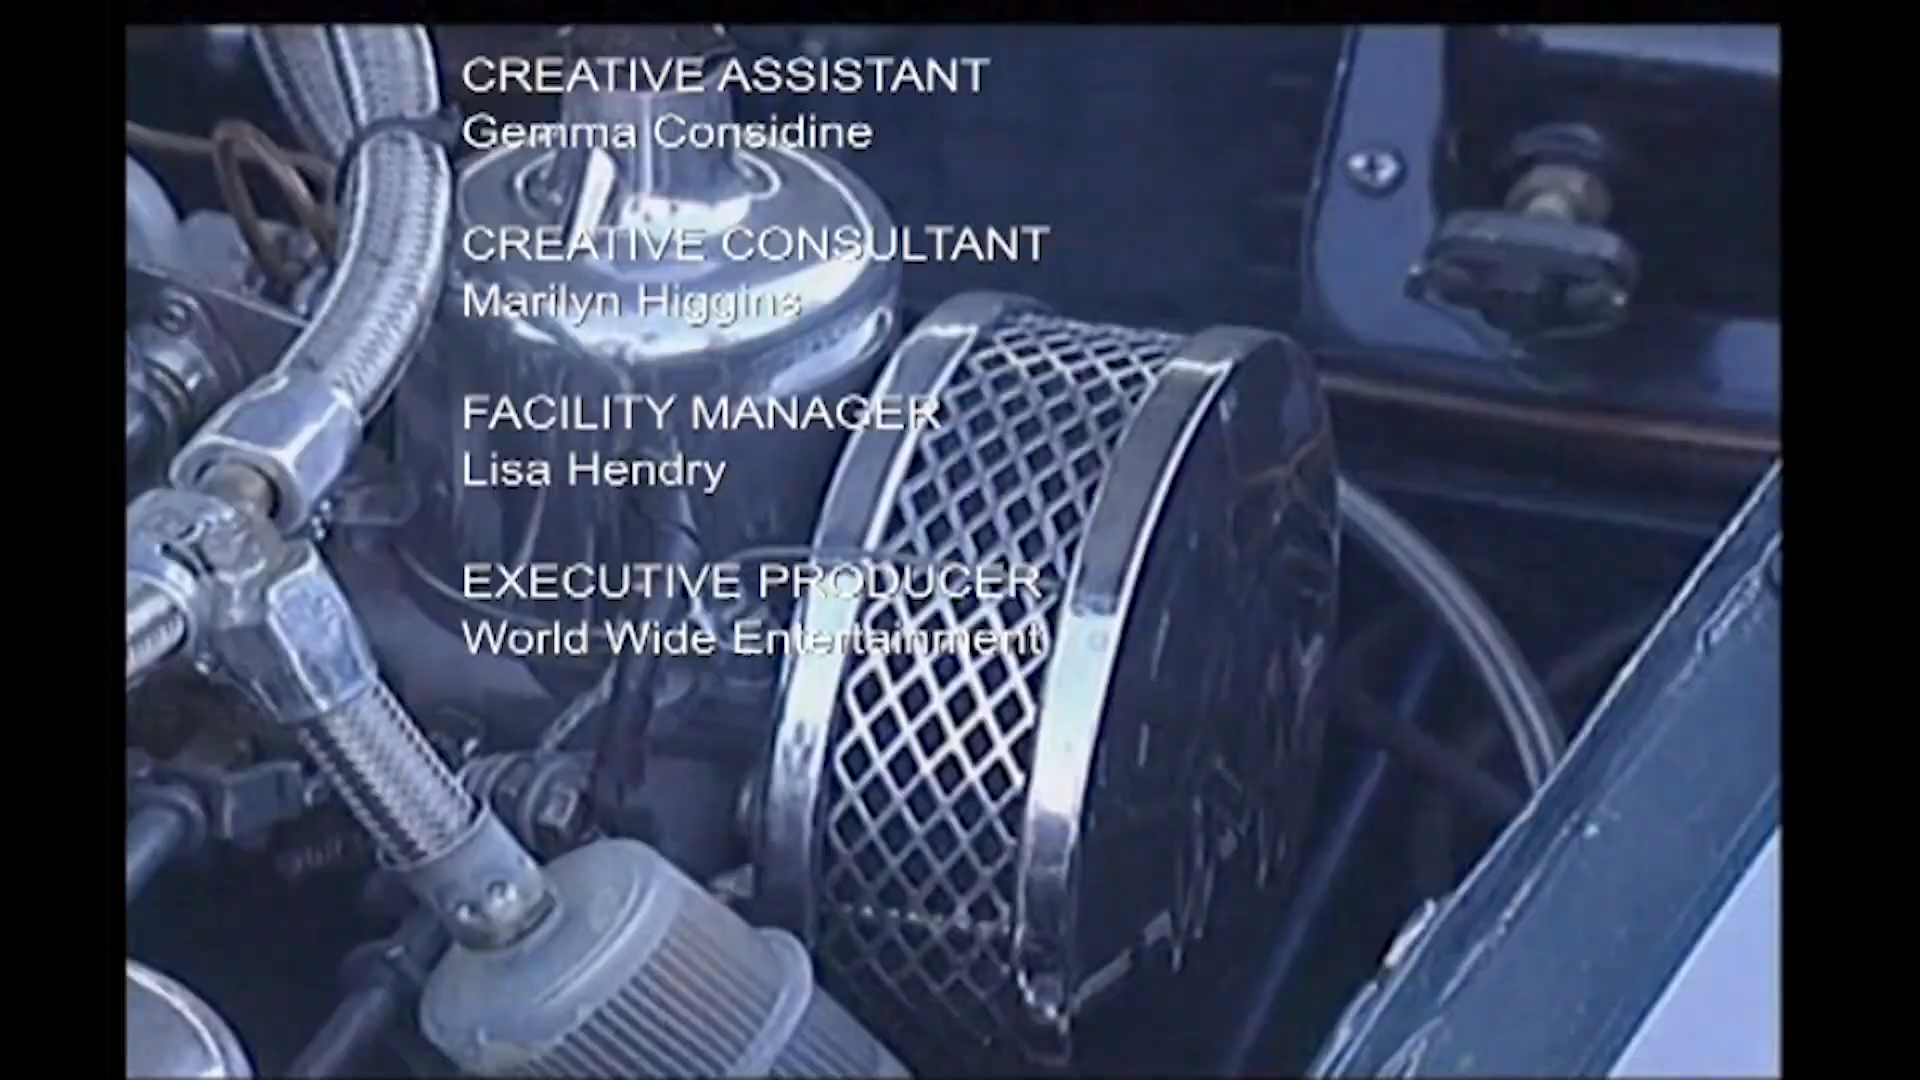 CREATIVE ASSISTANT
Gemma Considine
CREATIVE CONSULTANT
Marilyn Higgins
FACILITY MANAGER
Lisa Hendry
EXECUTIVE PRODUCER
World Wide Entertainment